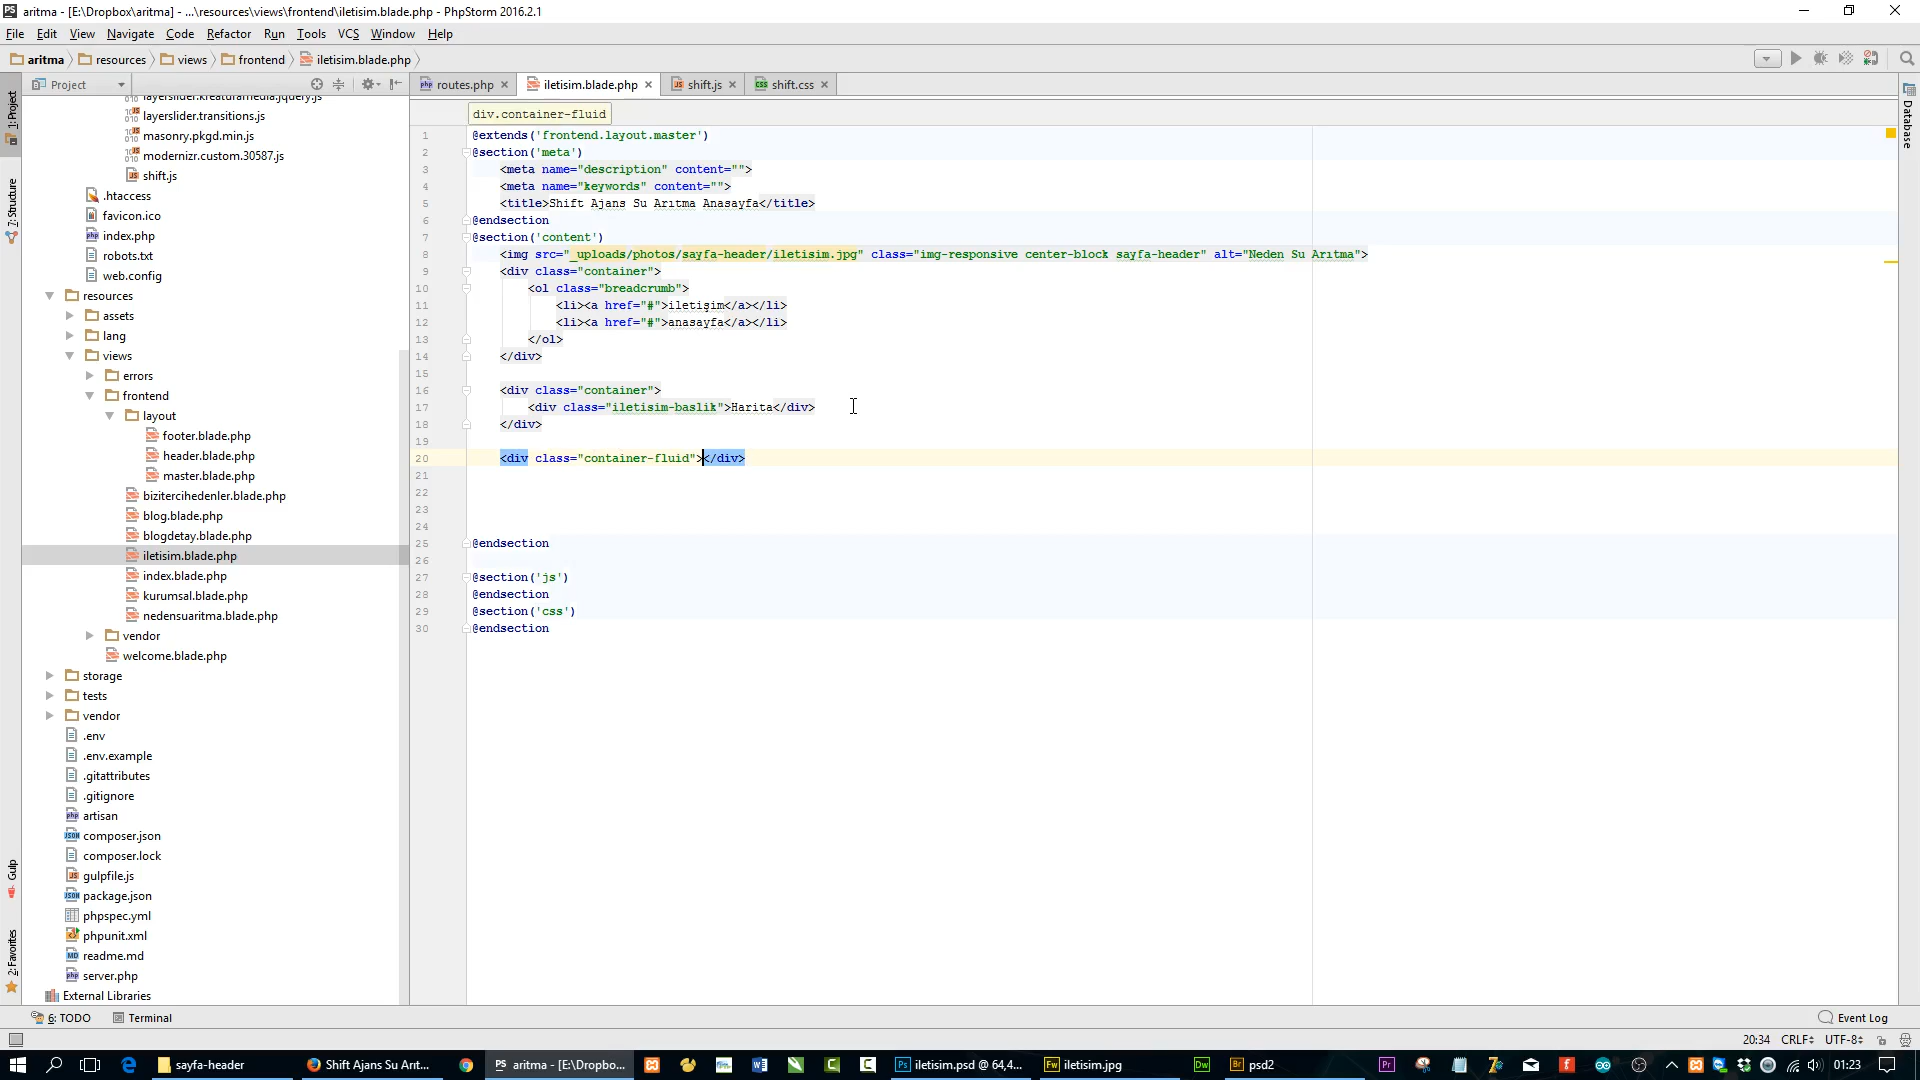 aritma - [E:\Dropbox\aritma] - ...\resources\views\frontend\iletisim.blade.php - PhpStorm 2016.2.1
File Edit View Navigate Code Refactor Run Tools VCS Window Help
aritma resources views frontend iletisim.blade.php
Project
routes.php iletisim.blade.php shift.js shift.css
div.container-fluid
layerslider.kreaturamedia.jquery.js
layerslider.transitions.js
masonry.pkgd.min.js
modernizr.custom.30587.js
shift.js
.htaccess
favicon.ico
index.php
robots.txt
web.config
resources
assets
lang
views
errors
frontend
layout
footer.blade.php
header.blade.php
master.blade.php
bizitercihedenler.blade.php
blog.blade.php
blogdetay.blade.php
iletisim.blade.php
index.blade.php
kurumsal.blade.php
nedensuaritma.blade.php
vendor
welcome.blade.php
storage
tests
vendor
.env
.env.example
.gitattributes
.gitignore
artisan
composer.json
composer.lock
gulpfile.js
package.json
phpspec.yml
phpunit.xml
readme.md
server.php
External Libraries
1 @extends('frontend.layout.master')
2 @section('meta')
3 <meta name="description" content="">
4 <meta name="keywords" content="">
5 <title>Shift Ajans Su Arıtma Anasayfa</title>
6 @endsection
7 @section('content')
8 <img src="_uploads/photos/sayfa-header/iletisim.jpg" class="img-responsive center-block sayfa-header" alt="Neden Su Arıtma">
9 <div class="container">
10 <ol class="breadcrumb">
11 <li><a href="#">iletişim</a></li>
12 <li><a href="#">anasayfa</a></li>
13 </ol>
14 </div>
15
16 <div class="container">
17 <div class="iletisim-baslik">Harita</div>
18 </div>
19
20 <div class="container-fluid"></div>
21
22
23
24
25 @endsection
26
27 @section('js')
28 @endsection
29 @section('css')
30 @endsection
1: Project
7: Structure
Gulp
2: Favorites
Database
6: TODO Terminal Event Log
20:34 CRLF UTF-8
sayfa-header Shift Ajans Su Arıt... aritma - [E:\Dropbo... iletisim.psd @ 64,4... iletisim.jpg psd2 01:23